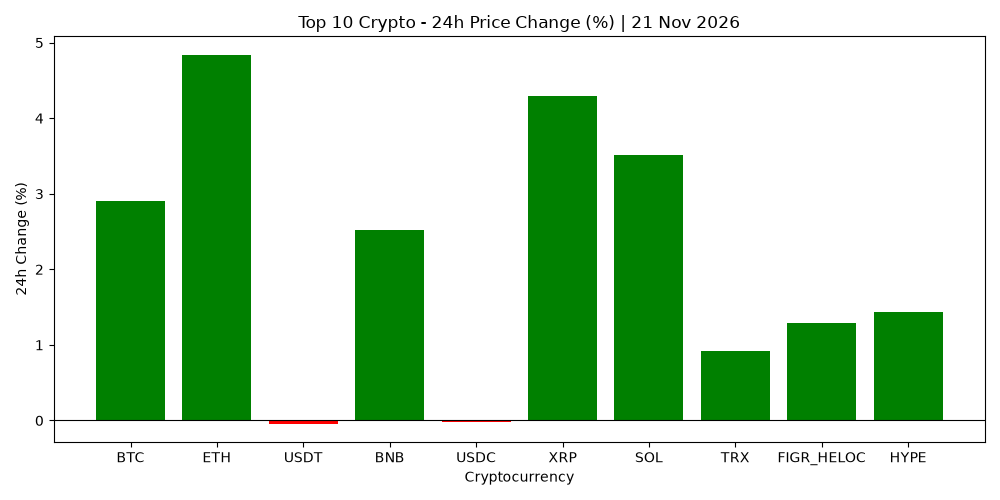 Top 10 Crypto - 24h Price Change (%) | 21 Nov 2026
24h Change (%)
5
4
3
2
1
0
BTC ETH USDT BNB USDC XRP SOL TRX FIGR_HELOC HYPE
Cryptocurrency